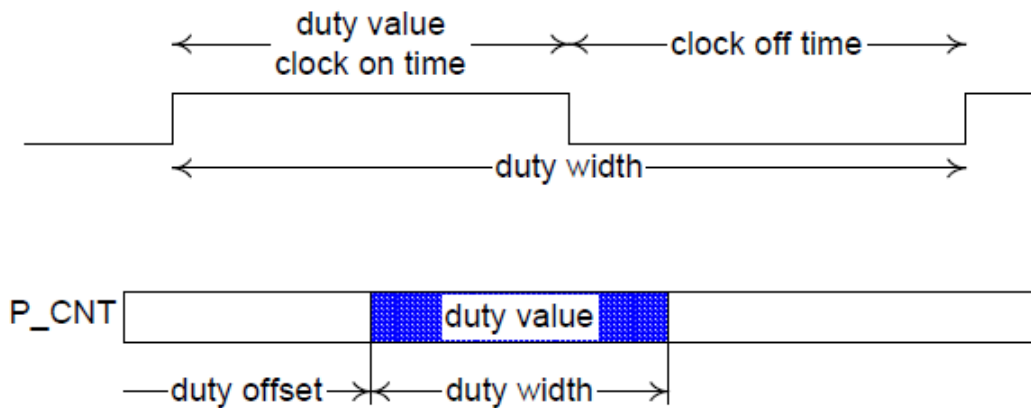 duty value
clock on time
clock off time
duty width
P_CNT
duty value
duty offset
duty width